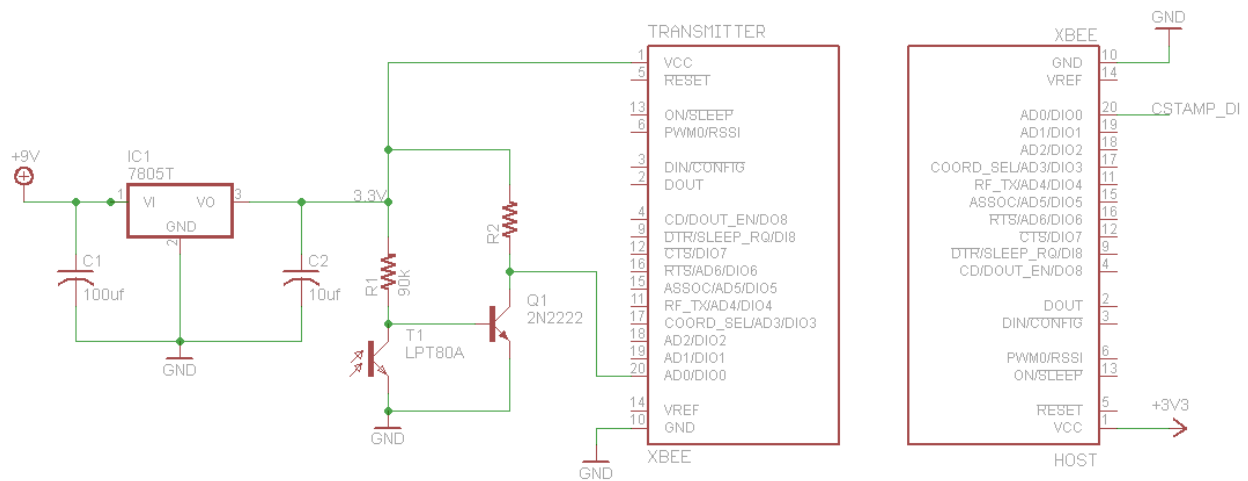 +9V
IC1
7805T
1
VI
VO
3
GND
2
C1
100uf
C2
10uf
GND
3.3V
R1
90k
R2
T1
LPT80A
Q1
2N2222
GND
TRANSMITTER
1 VCC
5 RESET
13 ON/SLEEP
6 PWM0/RSSI
3 DIN/CONFIG
2 DOUT
4 CD/DOUT_EN/DO8
9 DTR/SLEEP_RQ/DI8
12 CTS/DIO7
16 RTS/AD6/DIO6
15 ASSOC/AD5/DIO5
11 RF_TX/AD4/DIO4
17 COORD_SEL/AD3/DIO3
18 AD2/DIO2
19 AD1/DIO1
20 AD0/DIO0
14 VREF
10 GND
XBEE
GND
GND
XBEE
GND 10
VREF 14
AD0/DIO0 20
CSTAMP_DI
AD1/DIO1 19
AD2/DIO2 18
COORD_SEL/AD3/DIO3 17
RF_TX/AD4/DIO4 11
ASSOC/AD5/DIO5 15
RTS/AD6/DIO6 16
CTS/DIO7 12
DTR/SLEEP_RQ/DI8 9
CD/DOUT_EN/DO8 4
DOUT 2
DIN/CONFIG 3
PWM0/RSSI 6
ON/SLEEP 13
RESET 5
VCC 1
+3V3
HOST